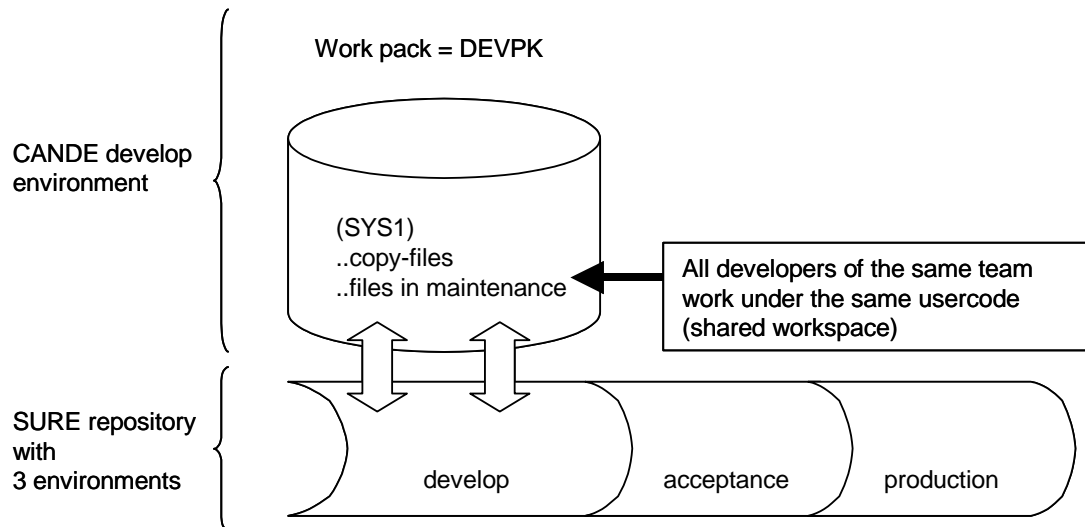 Work pack = DEVPK
CANDE develop
environment
(SYS1)
..copy-files
..files in maintenance
All developers of the same team
work under the same usercode
(shared workspace)
SURE repository
with
3 environments
develop
acceptance
production